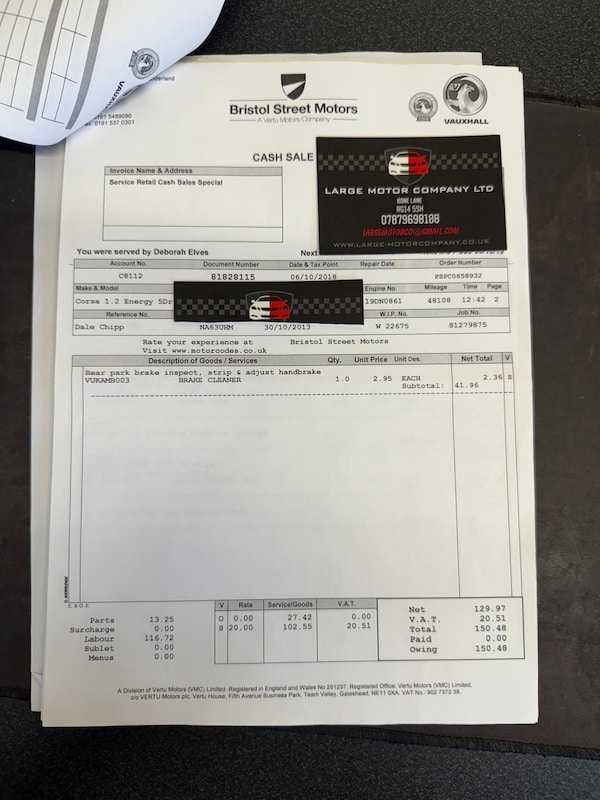 VAUXHALL
derland
0191 5489080
0191 537 0301
Bristol Street Motors
A Vertu Motors Company
VAUXHALL
CASH SALE
Invoice Name & Address
Service Retail Cash Sales Special
LARGE MOTOR COMPANY LTD
BONE LANE
RG14 5SH
07879698188
LARGEMOTORCO@GMAIL.COM
WWW.LARGE-MOTORCOMPANY.CO.UK
You were served by Deborah Elves Next
Account No. Document Number Date & Tax Point Repair Date Order Number
C8112 81828115 06/10/2018 PSPC0658932
Make & Model Engine No. Mileage Time Page
Corsa 1.2 Energy 5Dr 19DN0861 48108 12:42 2
Reference No. W.I.P. No. Job No.
Dale Chipp NA63UHM 30/10/2013 W 22675 81279875
Rate your experience at Bristol Street Motors
Visit www.motorcodes.co.uk
Description of Goods / Services Qty. Unit Price Unit Des. Net Total V
Rear park brake inspect, strip & adjust handbrake
VUKAMB003 BRAKE CLEANER 1.0 2.95 EACH 2.36 S
Subtotal: 41.96
E. & O. E.
V Rate Service/Goods V.A.T.
O 0.00 27.42 0.00
S 20.00 102.55 20.51
Parts 13.25
Surcharge 0.00
Labour 116.72
Sublet 0.00
Menus 0.00
Net 129.97
V.A.T. 20.51
Total 150.48
Paid 0.00
Owing 150.48
A Division of Vertu Motors (VMC) Limited. Registered in England and Wales No 251237. Registered Office: Vertu Motors (VMC) Limited.
c/o VERTU Motors plc, Vertu House, Fifth Avenue Business Park, Team Valley, Gateshead, NE11 0XA. VAT No.: 902 7372 38.